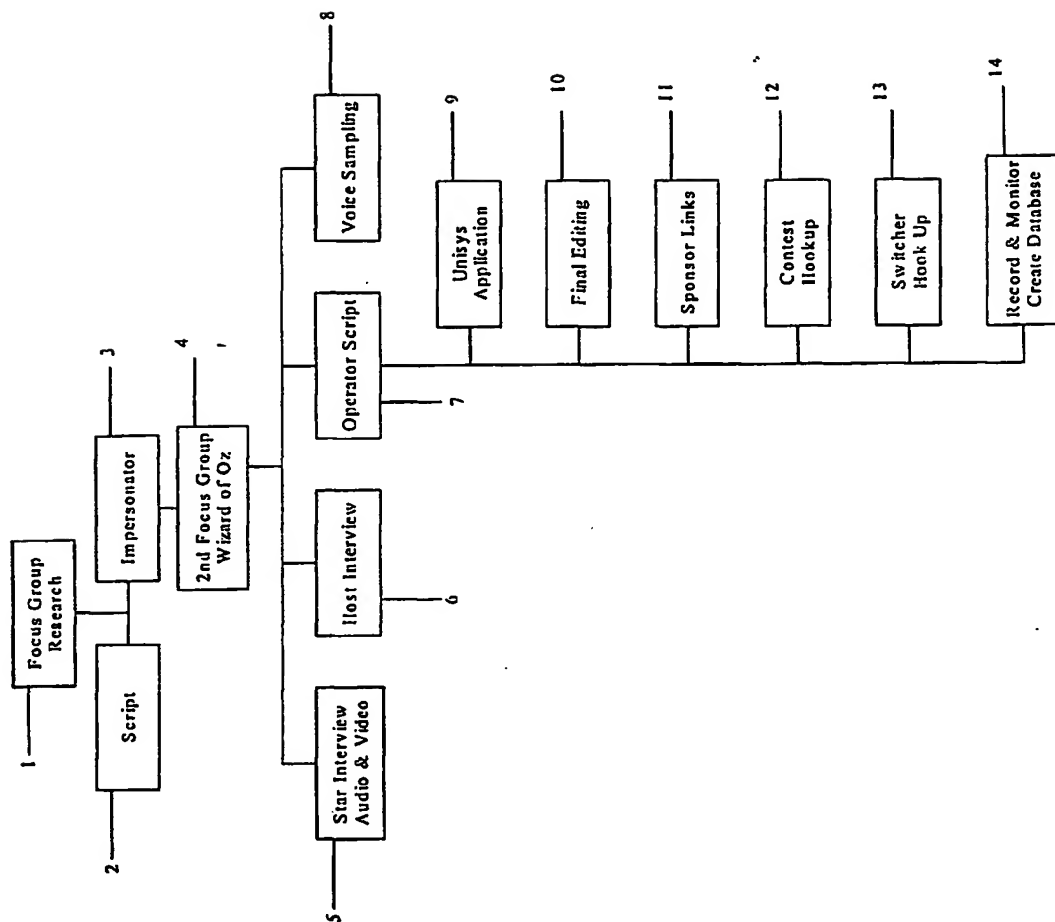 1
Focus Group
Research
2
Script
Impersonator
3
2nd Focus Group
Wizard of Oz
4
5
Star Interview
Audio & Video
Host Interview
6
Operator Script
7
Voice Sampling
8
Unisys
Application
9
Final Editing
10
Sponsor Links
11
Contest
Hookup
12
Switcher
Hook Up
13
Record & Monitor
Create Database
14